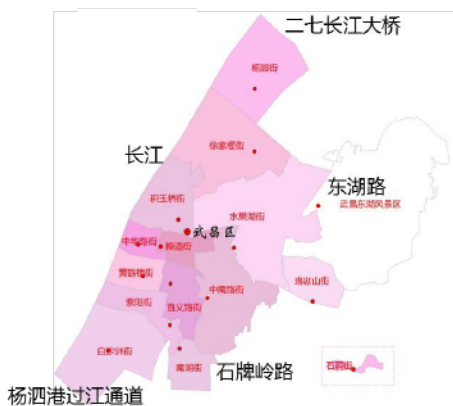 二七长江大桥
杨园街
徐家棚街
长江
东湖路
积玉桥街
武昌东湖风景区
水果湖街
武昌区
中华路街
粮道街
黄鹤楼街
珞珈山街
中南路街
紫阳街
首义路街
白沙洲街
石洞街
南湖街
石牌岭路
杨泗港过江通道